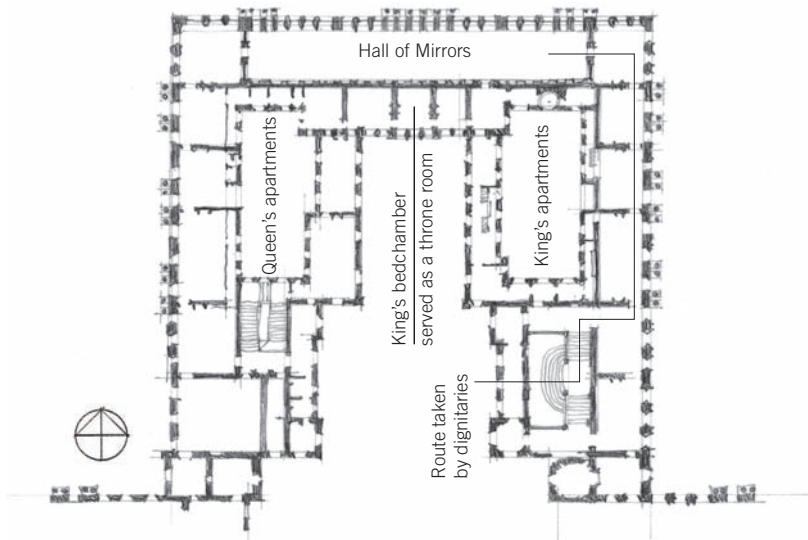 Hall of Mirrors
Queen's apartments
King's bedchamber
served as a throne room
King's apartments
Route taken
by dignitaries